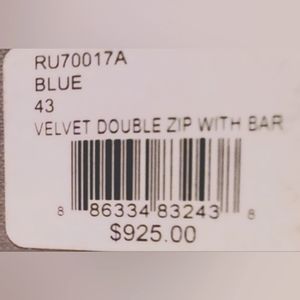 RU70017A
BLUE
43
VELVET DOUBLE ZIP WITH BAR
8 86334 83243 8
$925.00